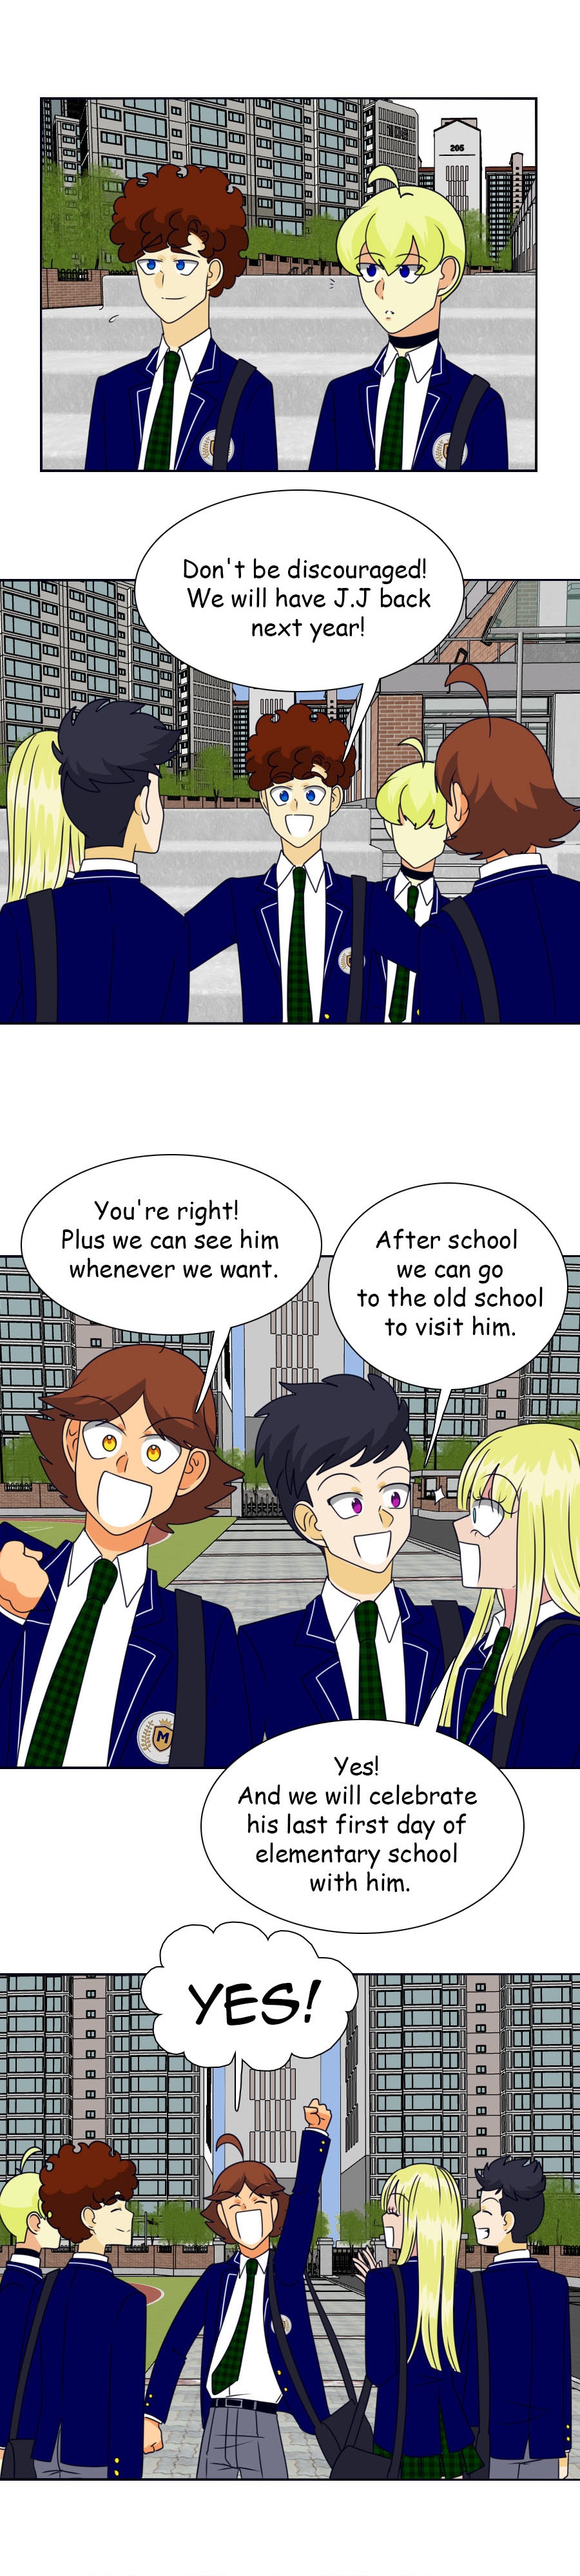 205
Don't be discouraged!
We will have J.J back
next year!
You're right!
Plus we can see him
whenever we want.
After school
we can go
to the old school
to visit him.
M
Yes!
And we will celebrate
his last first day of
elementary school
with him.
YES!